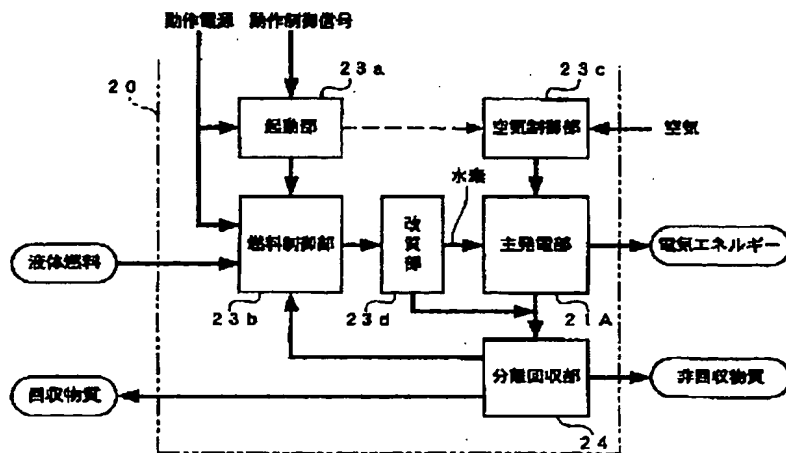 動作電源 動作制御信号
20 23a 23c
起動部 空気制御部 空気
水素
液体燃料 燃料制御部 改質部 主発電部 電気エネルギー
23b 23d 21A
回収物質 分離回収部 非回収物質
24